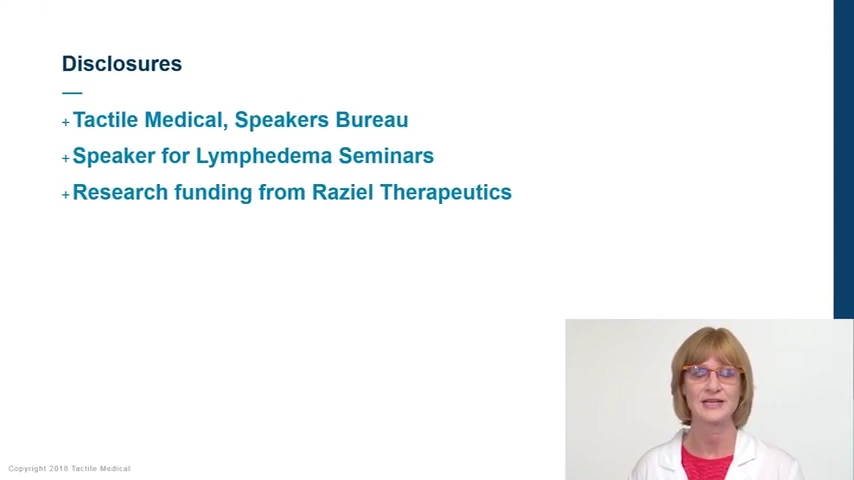 Disclosures
+Tactile Medical, Speakers Bureau
+Speaker for Lymphedema Seminars
+Research funding from Raziel Therapeutics
Copyright 2018 Tactile Medical